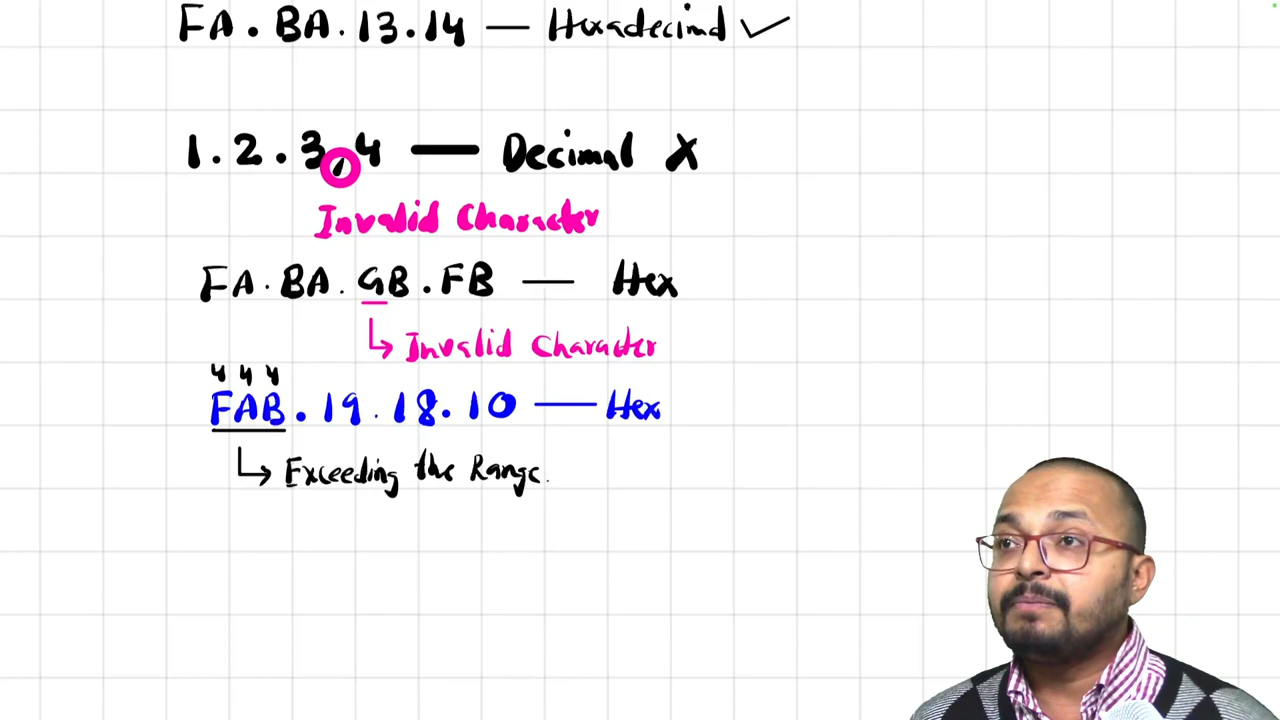 FA.BA.13.14 — Hexadecimal ✓
1.2.3,4 — Decimal X
Invalid Character
FA.BA.GB.FB — Hex
↳ Invalid Character
4 4 4
FAB.19.18.10 — Hex
↳ Exceeding the Range.